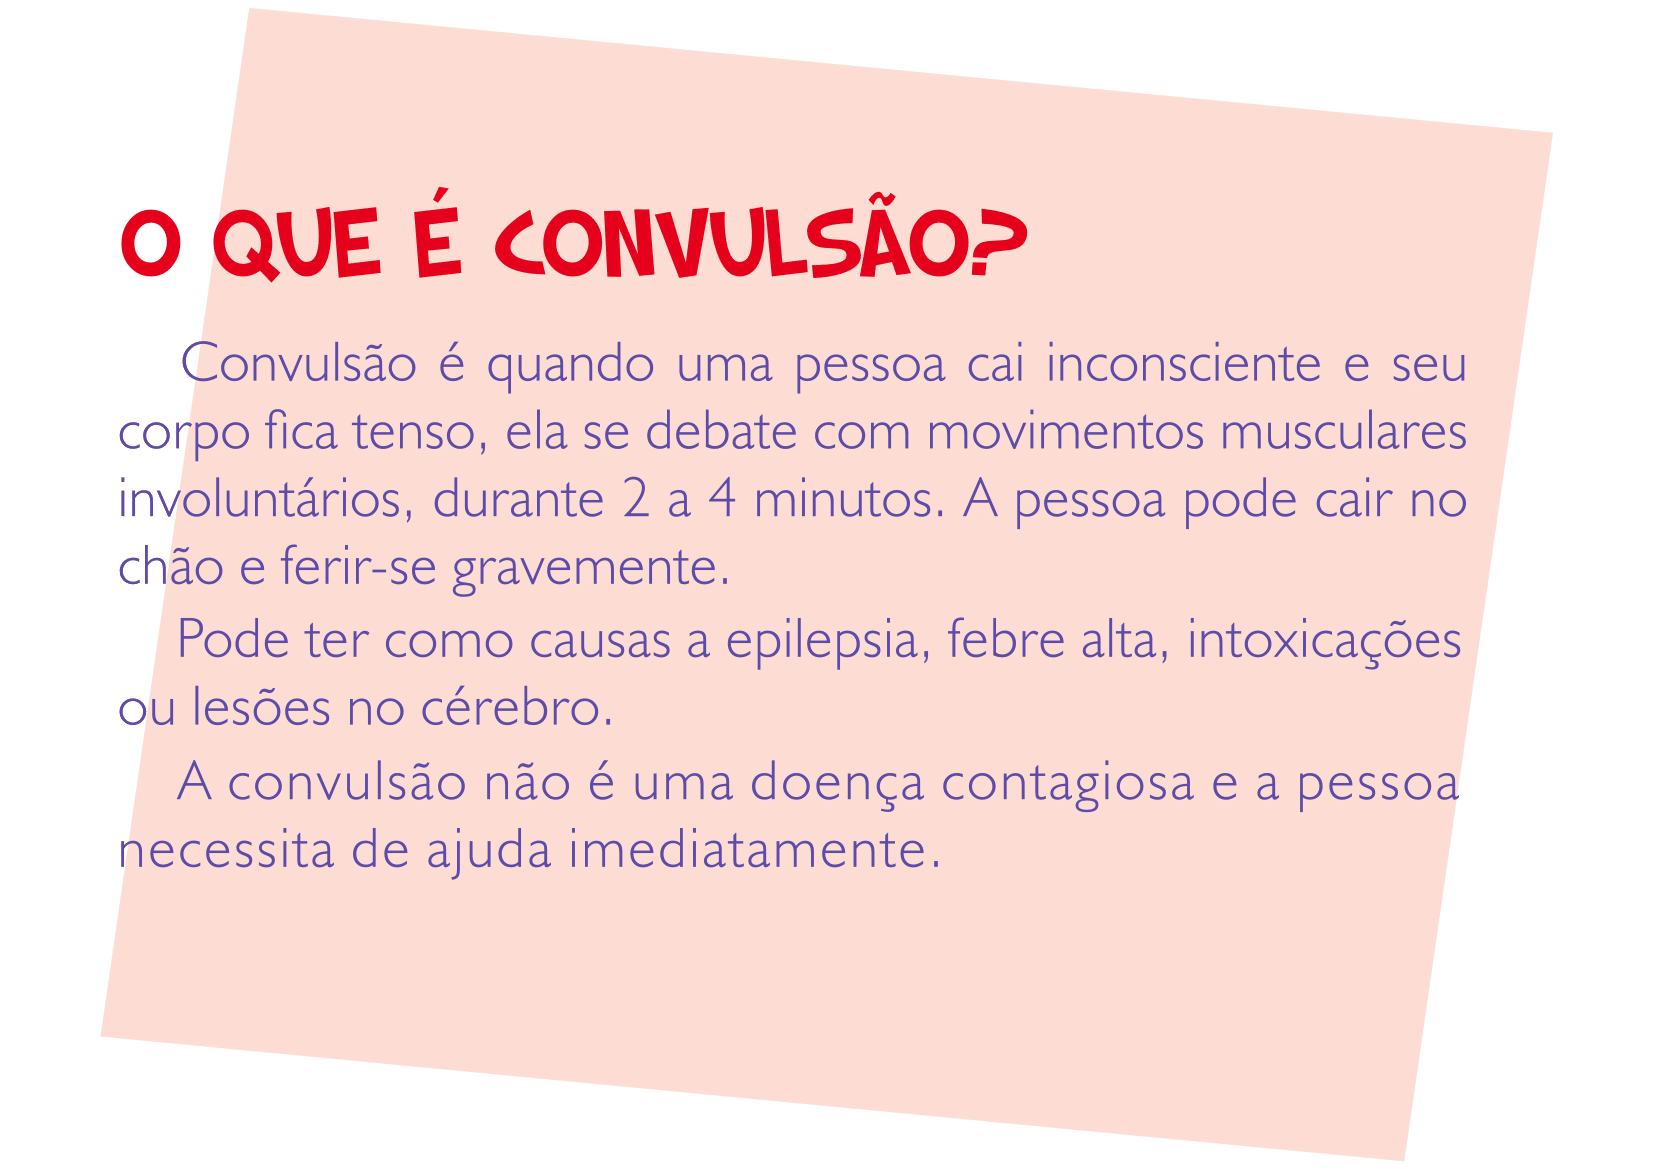 O QUE É CONVULSÃO?
Convulsão é quando uma pessoa cai inconsciente e seu
corpo fica tenso, ela se debate com movimentos musculares
involuntários, durante 2 a 4 minutos. A pessoa pode cair no
chão e ferir-se gravemente.
Pode ter como causas a epilepsia, febre alta, intoxicações
ou lesões no cérebro.
A convulsão não é uma doença contagiosa e a pessoa
necessita de ajuda imediatamente.